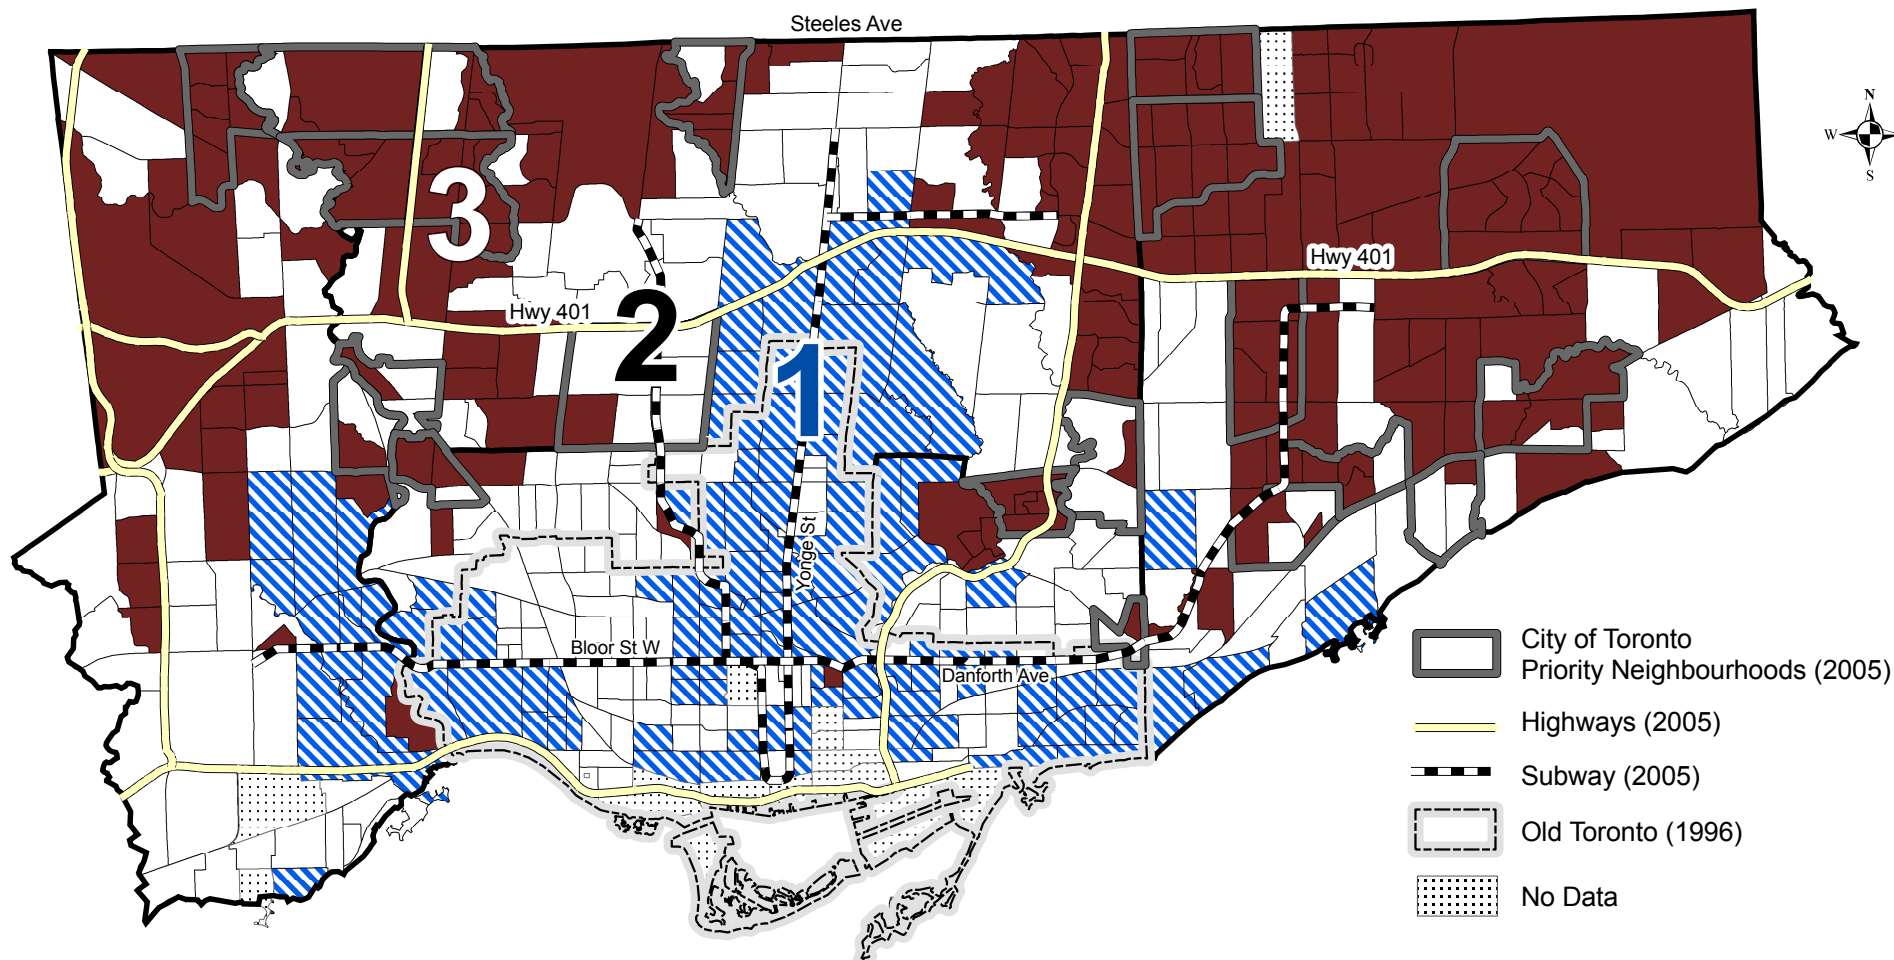 Steeles Ave
N
W
S
3
Hwy 401
Hwy 401
2
1
Yonge St
Bloor St W
Danforth Ave
City of Toronto
Priority Neighbourhoods (2005)
Highways (2005)
Subway (2005)
Old Toronto (1996)
No Data